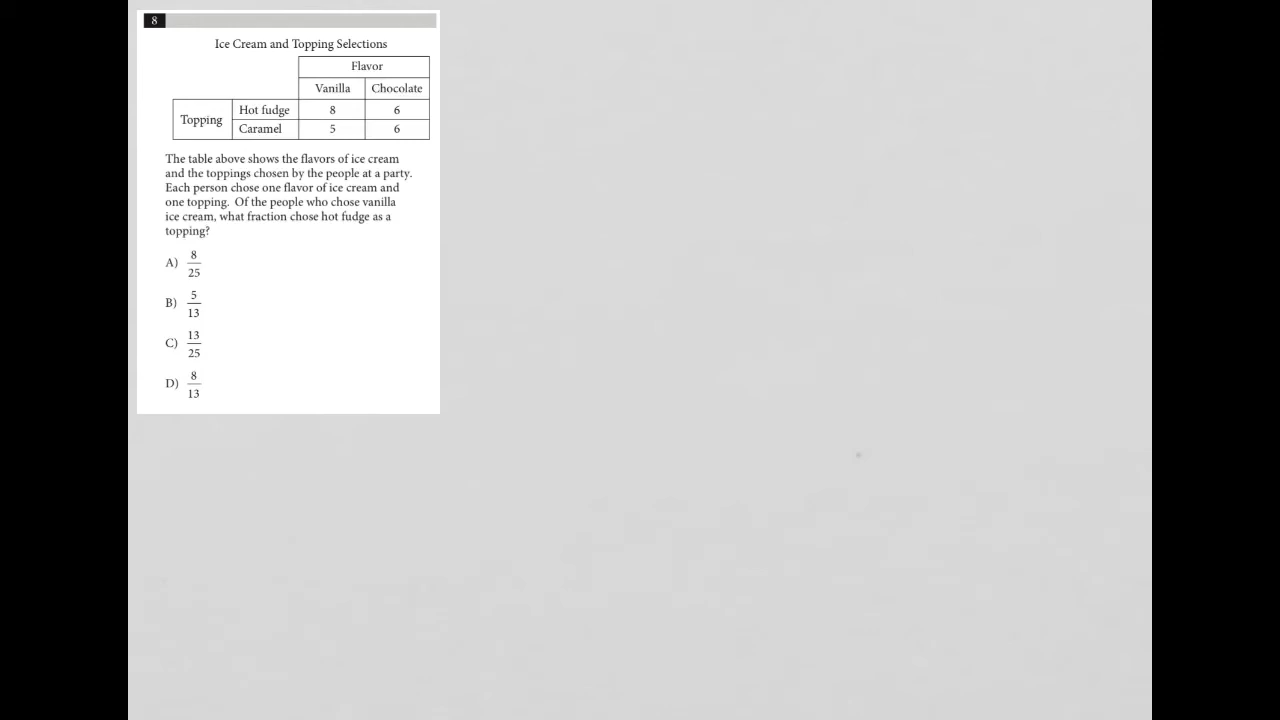 8
Ice Cream and Topping Selections
Flavor
Vanilla Chocolate
Topping Hot fudge 8 6
Caramel 5 6
The table above shows the flavors of ice cream
and the toppings chosen by the people at a party.
Each person chose one flavor of ice cream and
one topping. Of the people who chose vanilla
ice cream, what fraction chose hot fudge as a
topping?
A) 8/25
B) 5/13
C) 13/25
D) 8/13